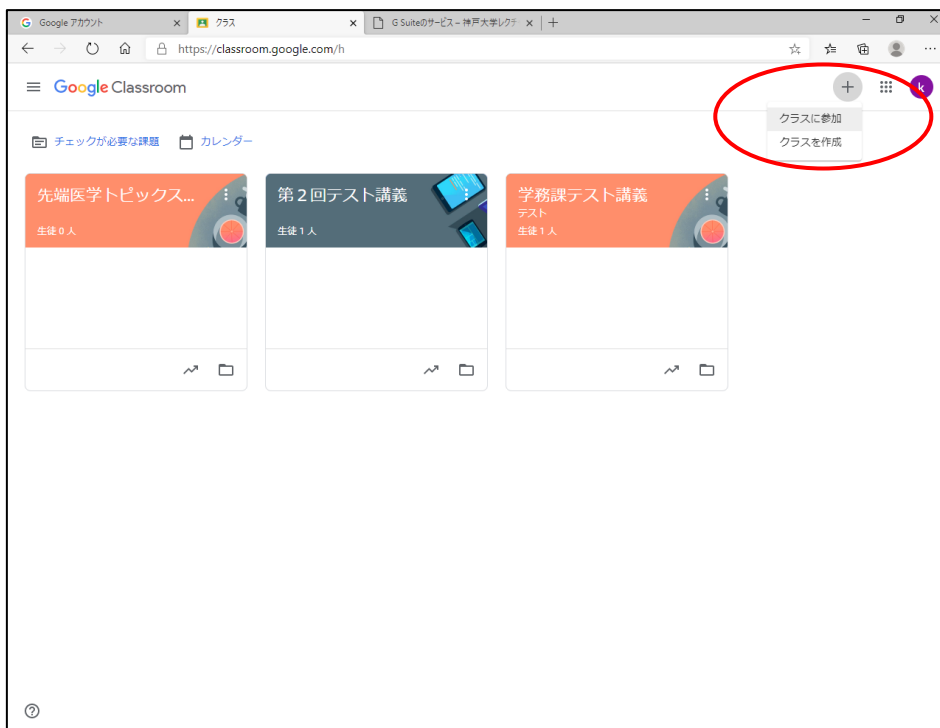 Google アカウント
クラス
G Suiteのサービス – 神戸大学レクチ
https://classroom.google.com/h
Google Classroom
k
クラスに参加
クラスを作成
チェックが必要な課題
カレンダー
先端医学トピックス...
生徒 0 人
第２回テスト講義
生徒 1 人
学務課テスト講義
テスト
生徒 1 人